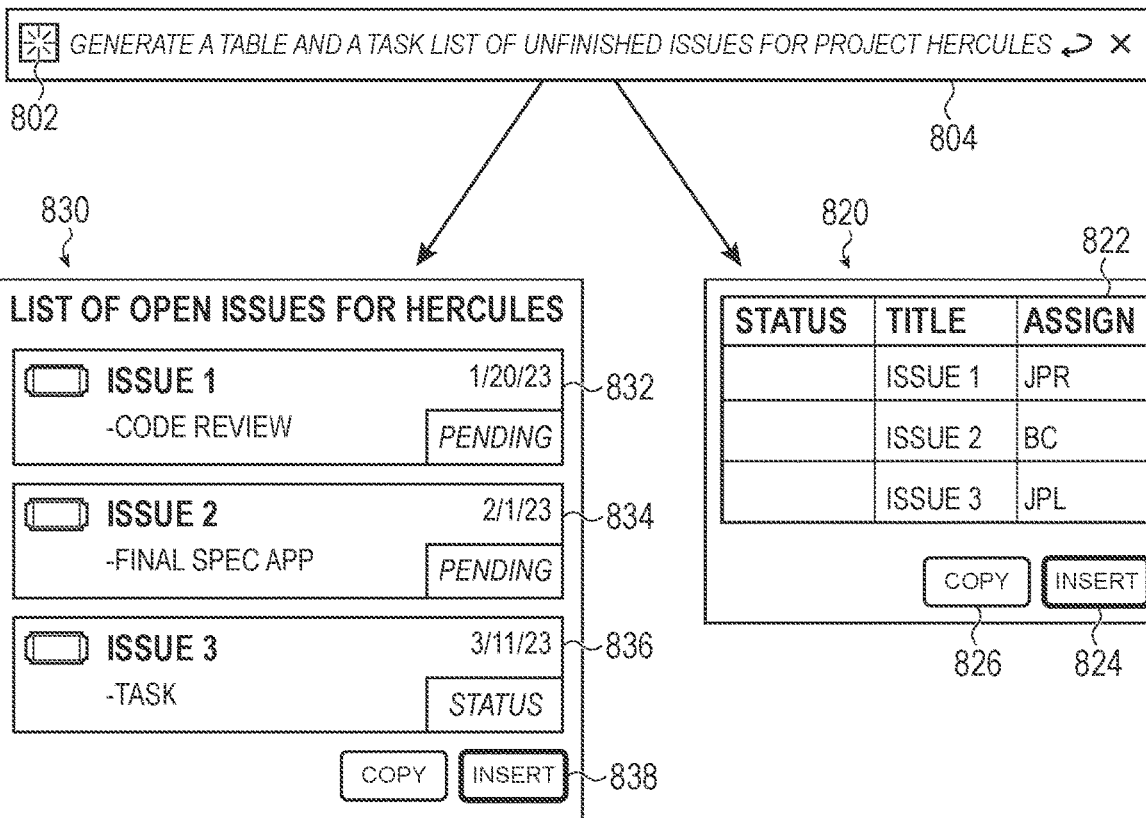 GENERATE A TABLE AND A TASK LIST OF UNFINISHED ISSUES FOR PROJECT HERCULES
802
804
830
820
822
LIST OF OPEN ISSUES FOR HERCULES
ISSUE 1 1/20/23
-CODE REVIEW PENDING
832
ISSUE 2 2/1/23
-FINAL SPEC APP PENDING
834
ISSUE 3 3/11/23
-TASK STATUS
836
COPY INSERT
838
STATUS TITLE ASSIGN
ISSUE 1 JPR
ISSUE 2 BC
ISSUE 3 JPL
COPY INSERT
826 824